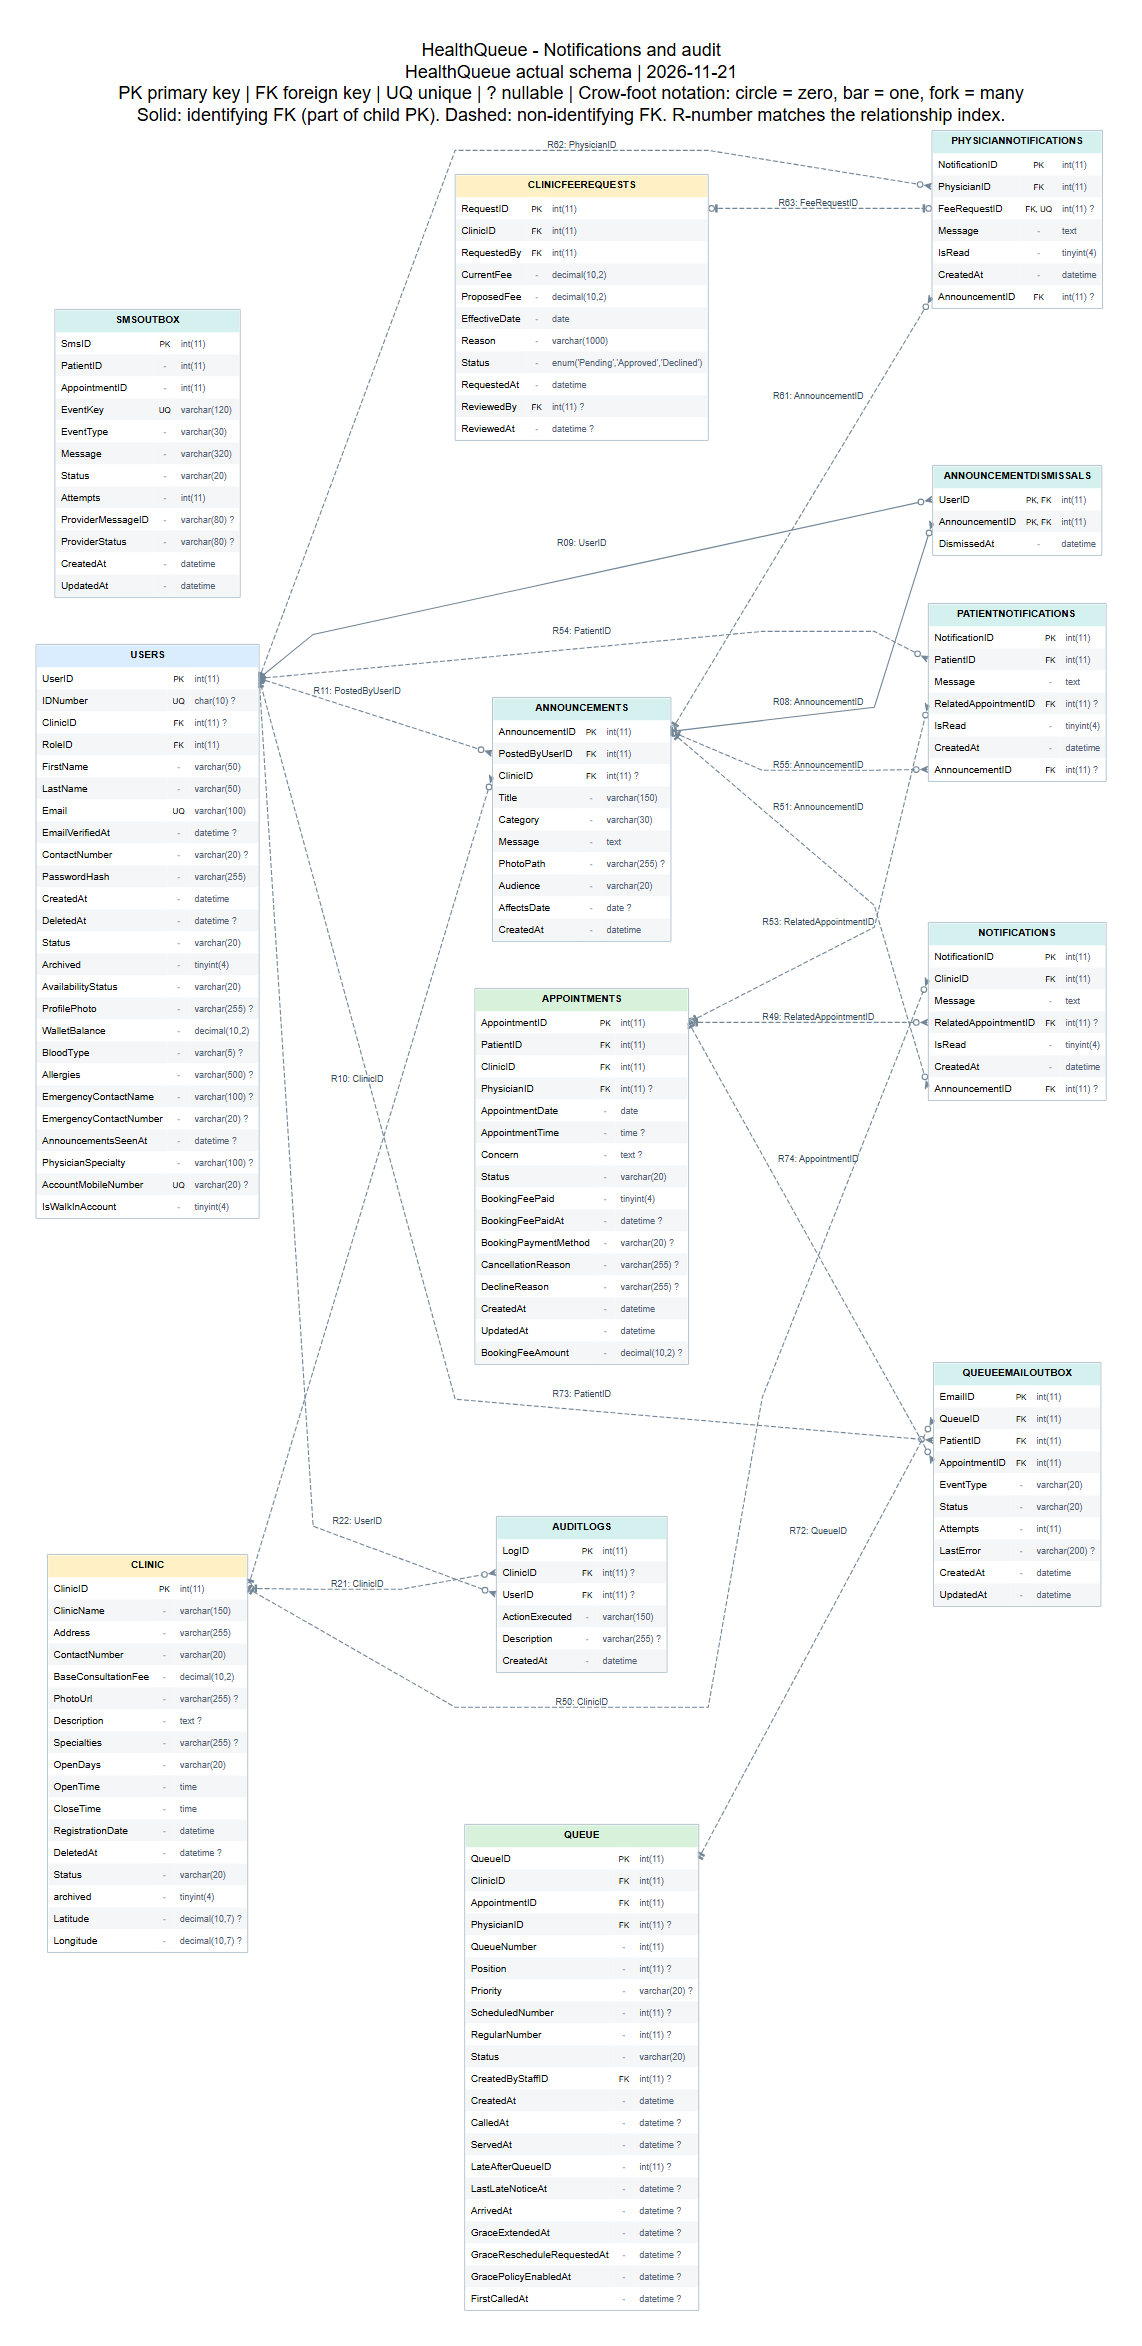 HealthQueue - Notifications and audit
HealthQueue actual schema | 2026-11-21
PK primary key | FK foreign key | UQ unique | ? nullable | Crow-foot notation: circle = zero, bar = one, fork = many
Solid: identifying FK (part of child PK). Dashed: non-identifying FK. R-number matches the relationship index.
PHYSICIANNOTIFICATIONS
NotificationID PK int(11)
PhysicianID FK int(11)
FeeRequestID FK, UQ int(11) ?
Message - text
IsRead - tinyint(4)
CreatedAt - datetime
AnnouncementID FK int(11) ?
R62: PhysicianID
CLINICFEEREQUESTS
RequestID PK int(11)
ClinicID FK int(11)
RequestedBy FK int(11)
CurrentFee - decimal(10,2)
ProposedFee - decimal(10,2)
EffectiveDate - date
Reason - varchar(1000)
Status - enum('Pending','Approved','Declined')
RequestedAt - datetime
ReviewedBy FK int(11) ?
ReviewedAt - datetime ?
R63: FeeRequestID
SMSOUTBOX
SmsID PK int(11)
PatientID - int(11)
AppointmentID - int(11)
EventKey UQ varchar(120)
EventType - varchar(30)
Message - varchar(320)
Status - varchar(20)
Attempts - int(11)
ProviderMessageID - varchar(80) ?
ProviderStatus - varchar(80) ?
CreatedAt - datetime
UpdatedAt - datetime
R61: AnnouncementID
ANNOUNCEMENTDISMISSALS
UserID PK, FK int(11)
AnnouncementID PK, FK int(11)
DismissedAt - datetime
R09: UserID
R54: PatientID
PATIENTNOTIFICATIONS
NotificationID PK int(11)
PatientID FK int(11)
Message - text
RelatedAppointmentID FK int(11) ?
IsRead - tinyint(4)
CreatedAt - datetime
AnnouncementID FK int(11) ?
USERS
UserID PK int(11)
IDNumber UQ char(10) ?
ClinicID FK int(11) ?
RoleID FK int(11)
FirstName - varchar(50)
LastName - varchar(50)
Email UQ varchar(100)
EmailVerifiedAt - datetime ?
ContactNumber - varchar(20) ?
PasswordHash - varchar(255)
CreatedAt - datetime
DeletedAt - datetime ?
Status - varchar(20)
Archived - tinyint(4)
AvailabilityStatus - varchar(20)
ProfilePhoto - varchar(255) ?
WalletBalance - decimal(10,2)
BloodType - varchar(5) ?
Allergies - varchar(500) ?
EmergencyContactName - varchar(100) ?
EmergencyContactNumber - varchar(20) ?
AnnouncementsSeenAt - datetime ?
PhysicianSpecialty - varchar(100) ?
AccountMobileNumber UQ varchar(20) ?
IsWalkInAccount - tinyint(4)
R11: PostedByUserID
ANNOUNCEMENTS
AnnouncementID PK int(11)
PostedByUserID FK int(11)
ClinicID FK int(11) ?
Title - varchar(150)
Category - varchar(30)
Message - text
PhotoPath - varchar(255) ?
Audience - varchar(20)
AffectsDate - date ?
CreatedAt - datetime
R08: AnnouncementID
R55: AnnouncementID
R51: AnnouncementID
R53: RelatedAppointmentID
NOTIFICATIONS
NotificationID PK int(11)
ClinicID FK int(11)
Message - text
RelatedAppointmentID FK int(11) ?
IsRead - tinyint(4)
CreatedAt - datetime
AnnouncementID FK int(11) ?
APPOINTMENTS
AppointmentID PK int(11)
PatientID FK int(11)
ClinicID FK int(11)
PhysicianID FK int(11) ?
AppointmentDate - date
AppointmentTime - time ?
Concern - text ?
Status - varchar(20)
BookingFeePaid - tinyint(4)
BookingFeePaidAt - datetime ?
BookingPaymentMethod - varchar(20) ?
CancellationReason - varchar(255) ?
DeclineReason - varchar(255) ?
CreatedAt - datetime
UpdatedAt - datetime
BookingFeeAmount - decimal(10,2) ?
R49: RelatedAppointmentID
R10: ClinicID
R74: AppointmentID
R73: PatientID
QUEUEEMAILOUTBOX
EmailID PK int(11)
QueueID FK int(11)
PatientID FK int(11)
AppointmentID FK int(11)
EventType - varchar(20)
Status - varchar(20)
Attempts - int(11)
LastError - varchar(200) ?
CreatedAt - datetime
UpdatedAt - datetime
R22: UserID
R72: QueueID
AUDITLOGS
LogID PK int(11)
ClinicID FK int(11) ?
UserID FK int(11) ?
ActionExecuted - varchar(150)
Description - varchar(255) ?
CreatedAt - datetime
R21: ClinicID
CLINIC
ClinicID PK int(11)
ClinicName - varchar(150)
Address - varchar(255)
ContactNumber - varchar(20)
BaseConsultationFee - decimal(10,2)
PhotoUrl - varchar(255) ?
Description - text ?
Specialties - varchar(255) ?
OpenDays - varchar(20)
OpenTime - time
CloseTime - time
RegistrationDate - datetime
DeletedAt - datetime ?
Status - varchar(20)
archived - tinyint(4)
Latitude - decimal(10,7) ?
Longitude - decimal(10,7) ?
R50: ClinicID
QUEUE
QueueID PK int(11)
ClinicID FK int(11)
AppointmentID FK int(11)
PhysicianID FK int(11) ?
QueueNumber - int(11)
Position - int(11) ?
Priority - varchar(20) ?
ScheduledNumber - int(11) ?
RegularNumber - int(11) ?
Status - varchar(20)
CreatedByStaffID FK int(11) ?
CreatedAt - datetime
CalledAt - datetime ?
ServedAt - datetime ?
LateAfterQueueID - int(11) ?
LastLateNoticeAt - datetime ?
ArrivedAt - datetime ?
GraceExtendedAt - datetime ?
GraceRescheduleRequestedAt - datetime ?
GracePolicyEnabledAt - datetime ?
FirstCalledAt - datetime ?